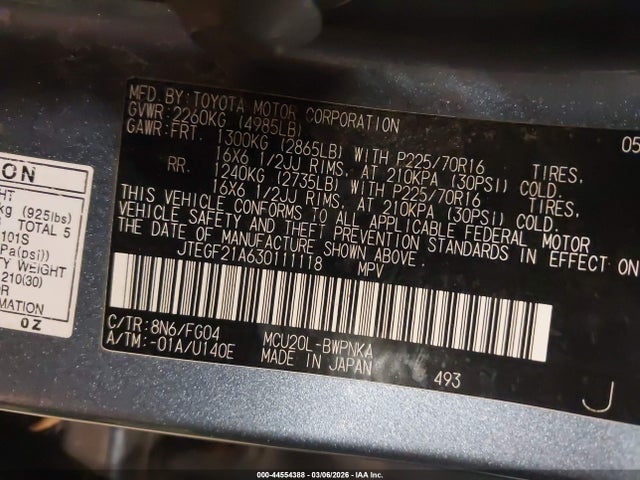 MFD. BY: TOYOTA MOTOR CORPORATION
05
GVWR: 2260KG (4985LB)
GAWR: FRT 1300KG (2865LB) WITH P225/70R16 TIRES,
16X6 1/2JJ RIMS, AT 210KPA (30PSI) COLD.
RR. 1240KG (2735LB) WITH P225/70R16 TIRES,
16X6 1/2JJ RIMS, AT 210KPA (30PSI) COLD.
THIS VEHICLE CONFORMS TO ALL APPLICABLE FEDERAL MOTOR
VEHICLE SAFETY AND THEFT PREVENTION STANDARDS IN EFFECT ON
THE DATE OF MANUFACTURE SHOWN ABOVE.
JTEGF21A630111118 MPV
C/TR: 8N6/FG04 MCU20L-BWPNKA
A/TM: -01A/U140E MADE IN JAPAN
493
J
ON
HT
kg (925lbs)
TOTAL 5
101S
Pa(psi))
Y WEIGHT
210(30)
OR
RMATION
OZ
000-44554388 - 03/06/2026 - IAA Inc.